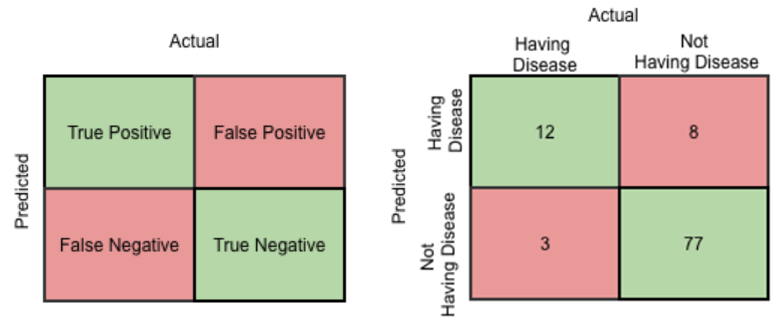 Actual
Predicted
True Positive
False Positive
False Negative
True Negative
Actual
Having
Disease
Not
Having Disease
Predicted
Having
Disease
12
8
Not
Having Disease
3
77